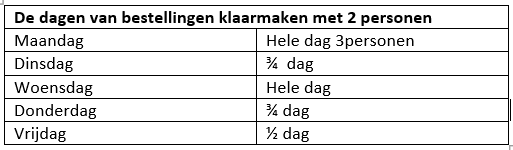 De dagen van bestellingen klaarmaken met 2 personen
Maandag Hele dag 3personen
Dinsdag ¾  dag
Woensdag Hele dag
Donderdag ¾ dag
Vrijdag ½ dag